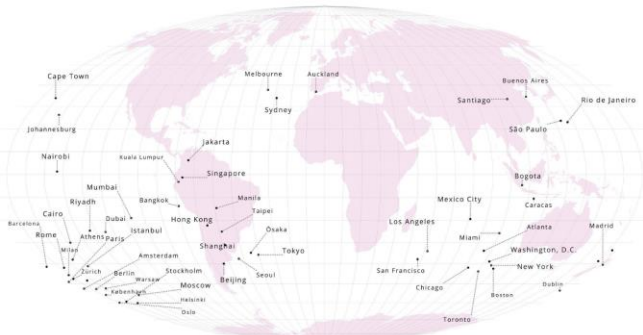 Cape Town
Melbourne
Auckland
Buenos Aires
Santiago
Rio de Janeiro
Sydney
Johannesburg
São Paulo
Jakarta
Nairobi
Kuala Lumpur
Singapore
Bogota
Mumbai
Riyadh
Bangkok
Manila
Mexico City
Caracas
Cairo
Dubai
Hong Kong
Taipei
Los Angeles
Atlanta
Madrid
Barcelona
Rome
Athens
Istanbul
Paris
Miami
Ōsaka
Shanghai
Tokyo
Washington, D.C.
Milan
Amsterdam
Zürich
Berlin
Stockholm
Seoul
San Francisco
New York
Warsaw
Beijing
Moscow
Chicago
Dublin
København
Helsinki
Boston
Oslo
Toronto